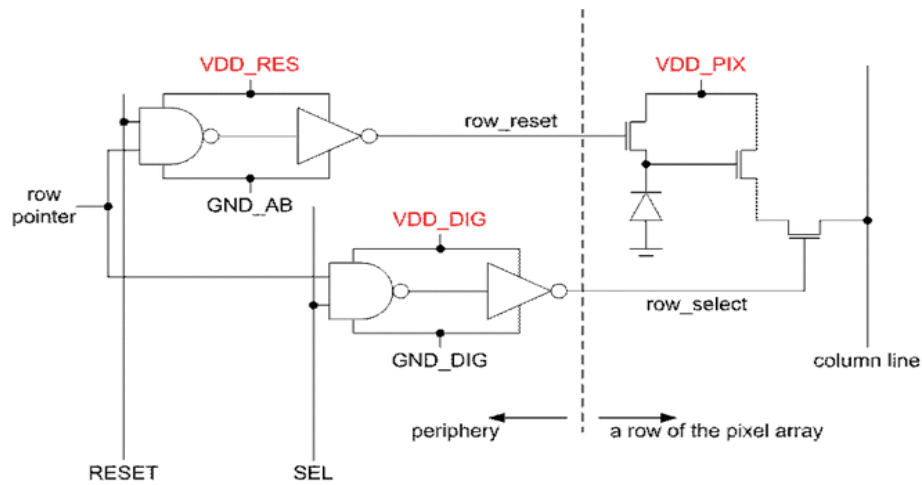 VDD_RES
VDD_PIX
row_reset
row
pointer
GND_AB
VDD_DIG
row_select
GND_DIG
column line
periphery
a row of the pixel array
RESET
SEL